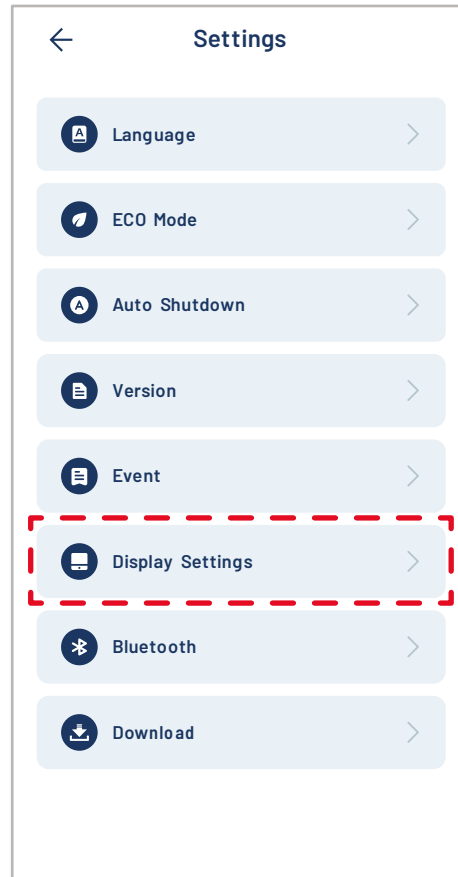 Settings
Language
ECO Mode
Auto Shutdown
Version
Event
Display Settings
Bluetooth
Download